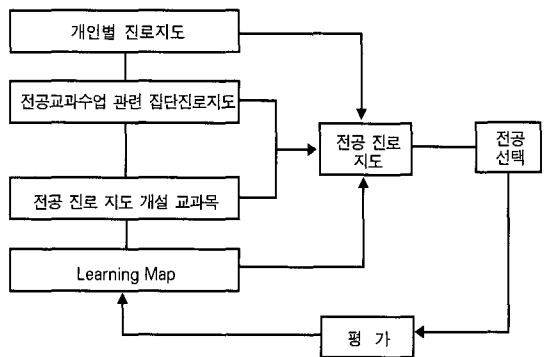 개인별 진로지도
전공교과수업 관련 집단진로지도
전공 진로
지도
전공
선택
전공 진로 지도 개설 교과목
Learning Map
평 가